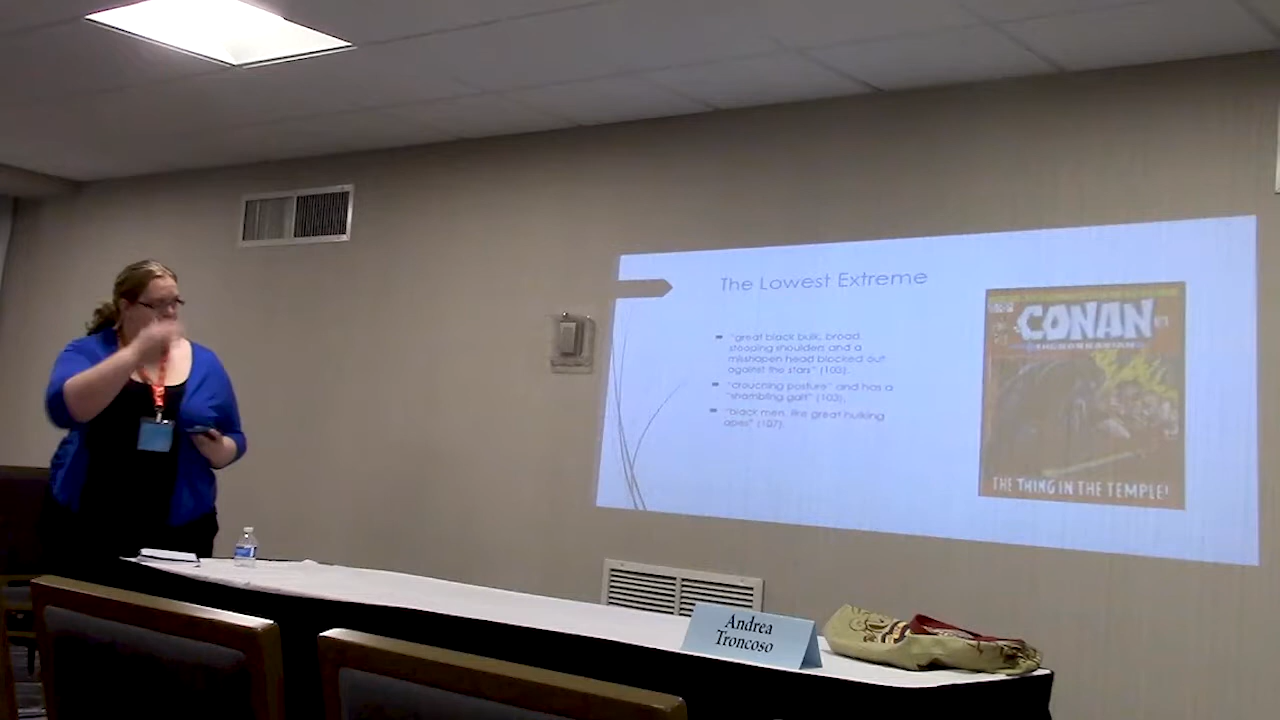 The Lowest Extreme
"great black bulk, broad,
stooping shoulders and a
misshapen head blocked out
against the stars" (103).
"crouching posture" and has a
"shambling gait" (103).
"black men, like great hulking
apes" (107).
CONAN
THE THING IN THE TEMPLE!
Andrea
Troncoso